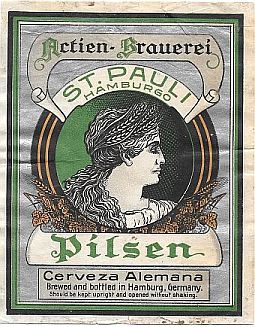 Actien-Brauerei
ST. PAULI
HAMBURGO
Pilsen
Cerveza Alemana
Brewed and bottled in Hamburg, Germany.
Should be kept upright and opened without shaking.